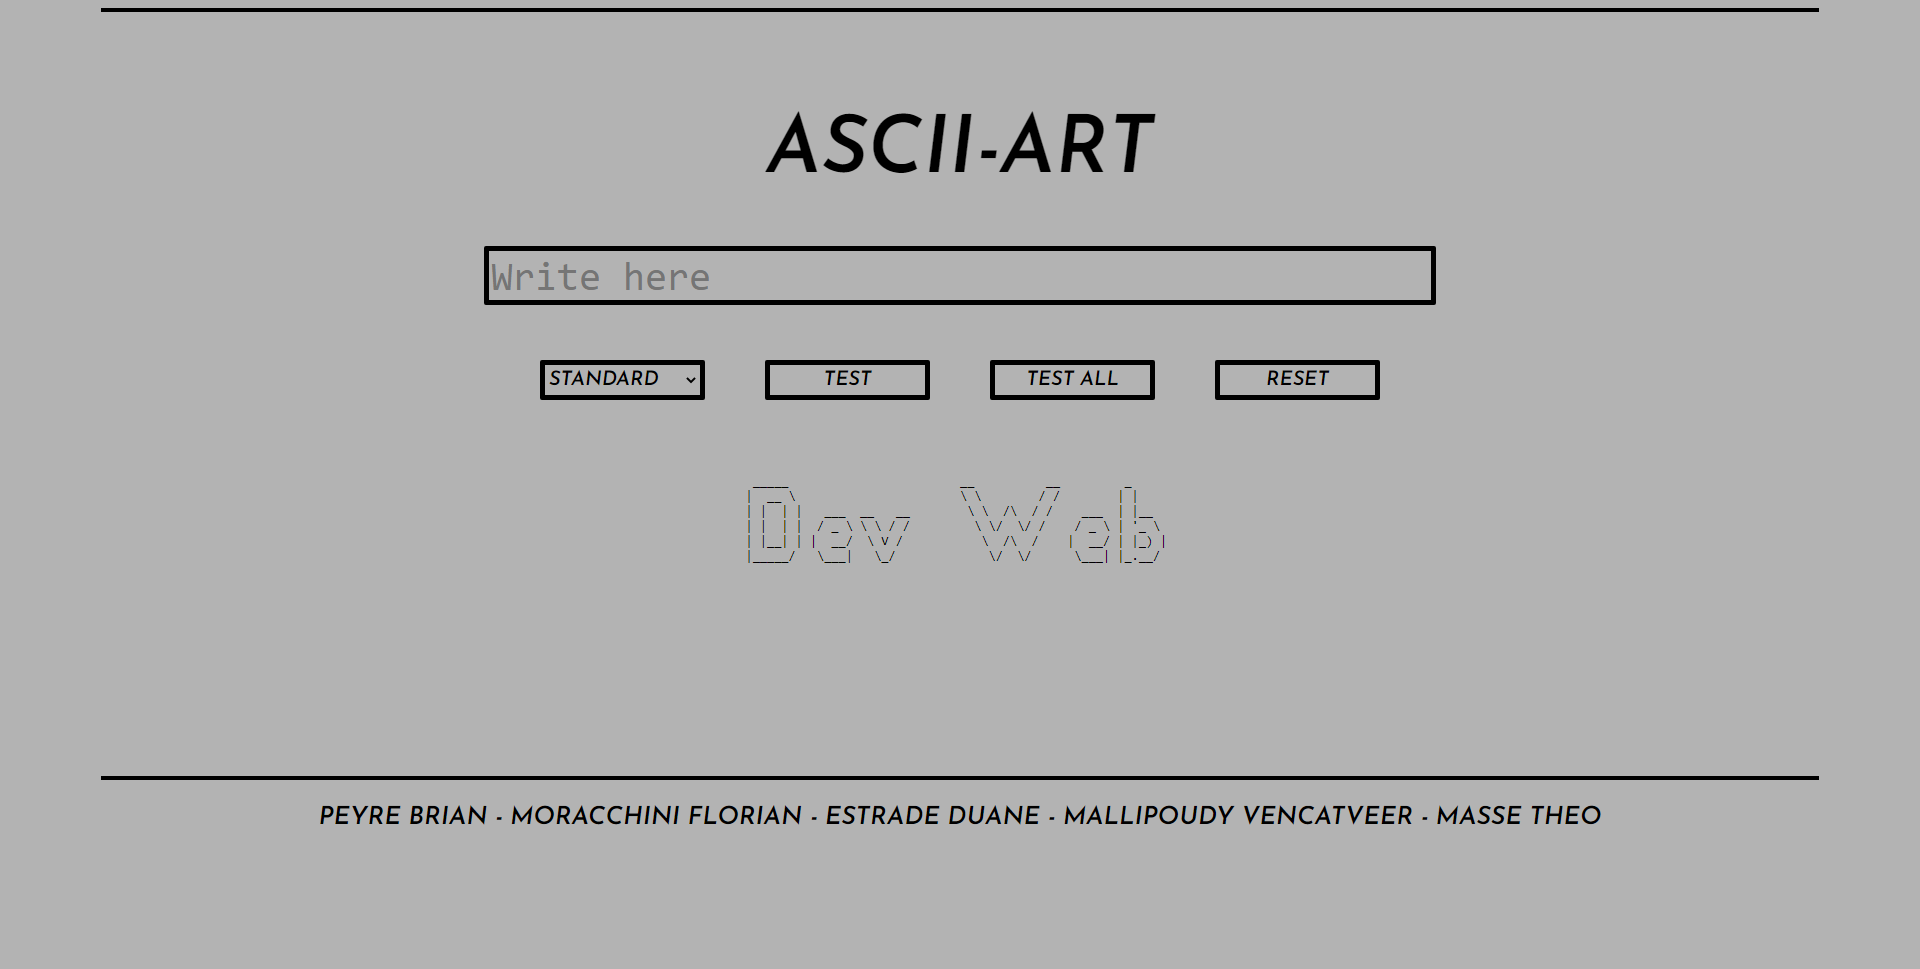 ASCII-ART
Write here
STANDARD TEST TEST ALL RESET
Dev Web
PEYRE BRIAN - MORACCHINI FLORIAN - ESTRADE DUANE - MALLIPOUDY VENCATVEER - MASSE THEO